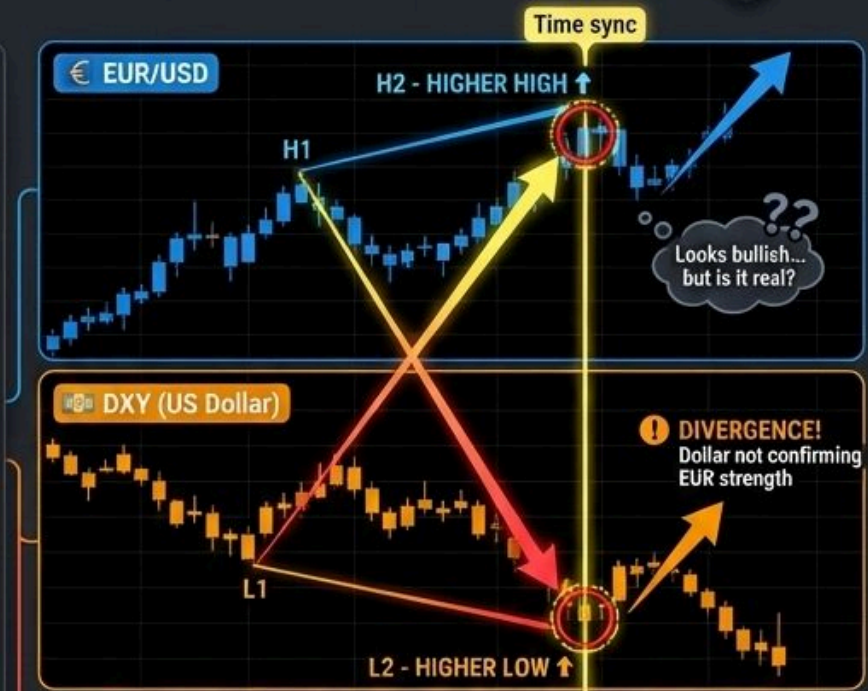 Time sync
€ EUR/USD
H2 - HIGHER HIGH ↑
H1
??
Looks bullish...
but is it real?
DXY (US Dollar)
! DIVERGENCE!
Dollar not confirming
EUR strength
L1
L2 - HIGHER LOW ↑